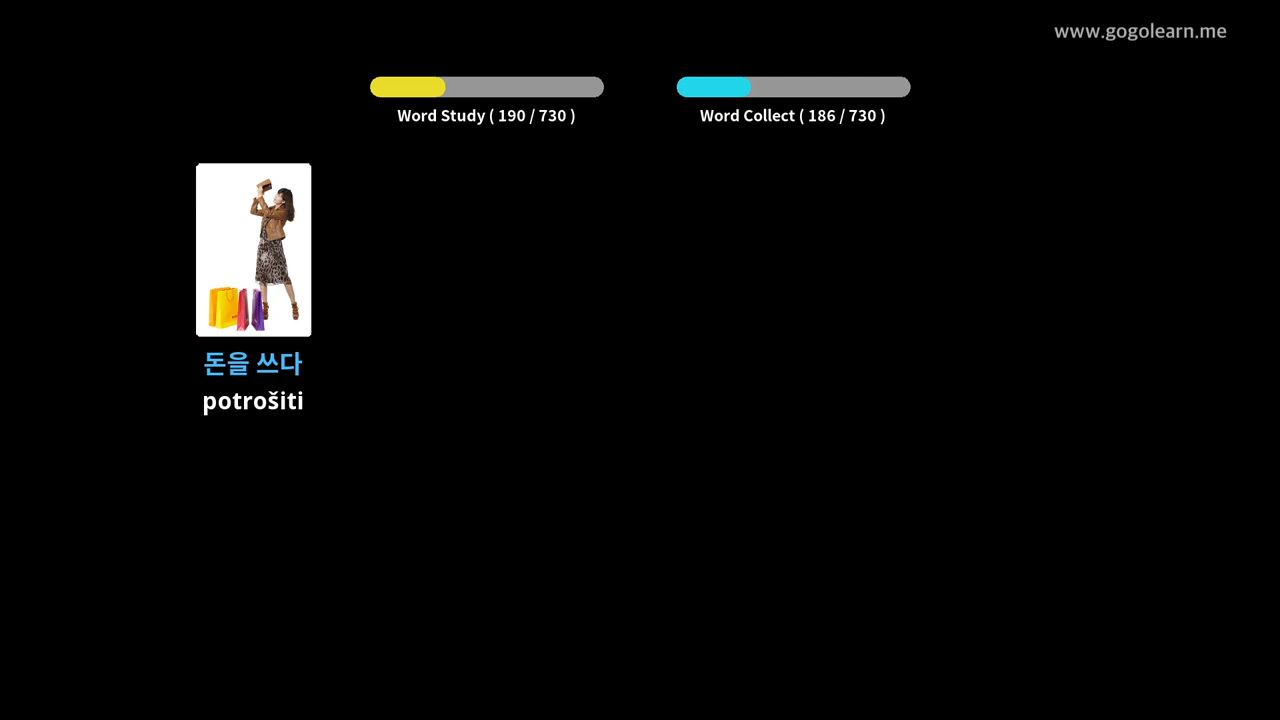 www.gogolearn.me
Word Study ( 190 / 730 )
Word Collect ( 186 / 730 )
돈을 쓰다
potrošiti